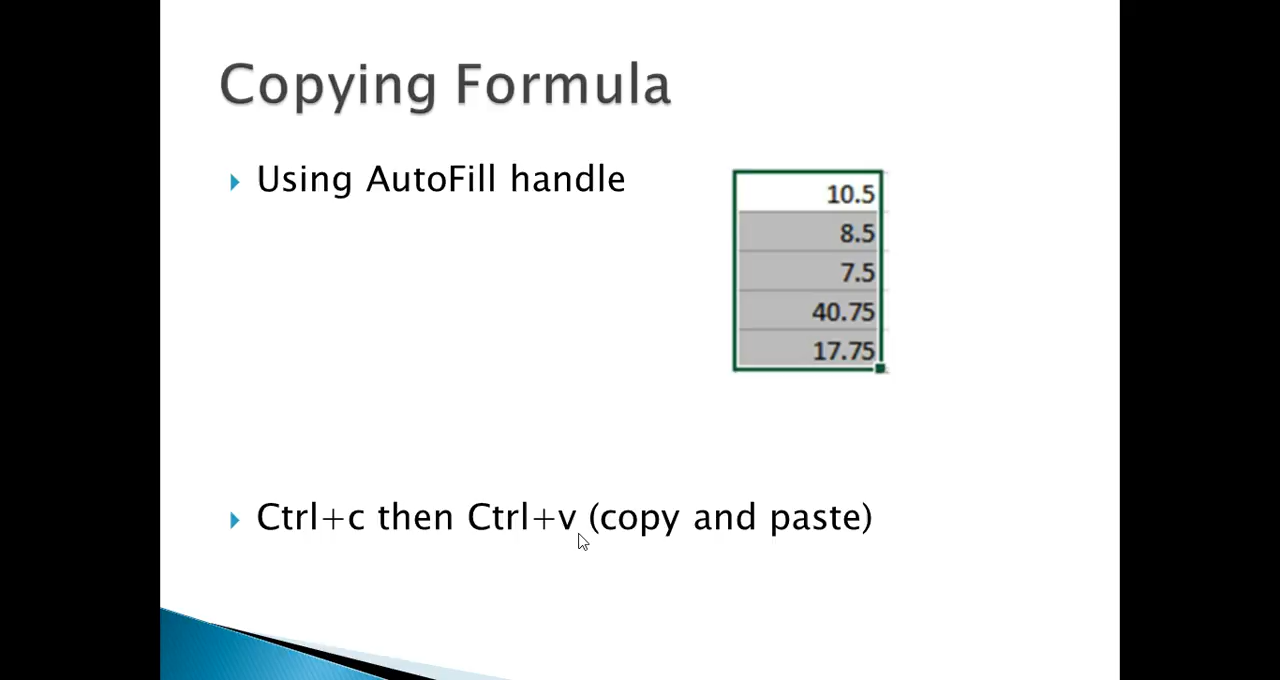 Copying Formula
Using AutoFill handle
10.5
8.5
7.5
40.75
17.75
Ctrl+c then Ctrl+v (copy and paste)